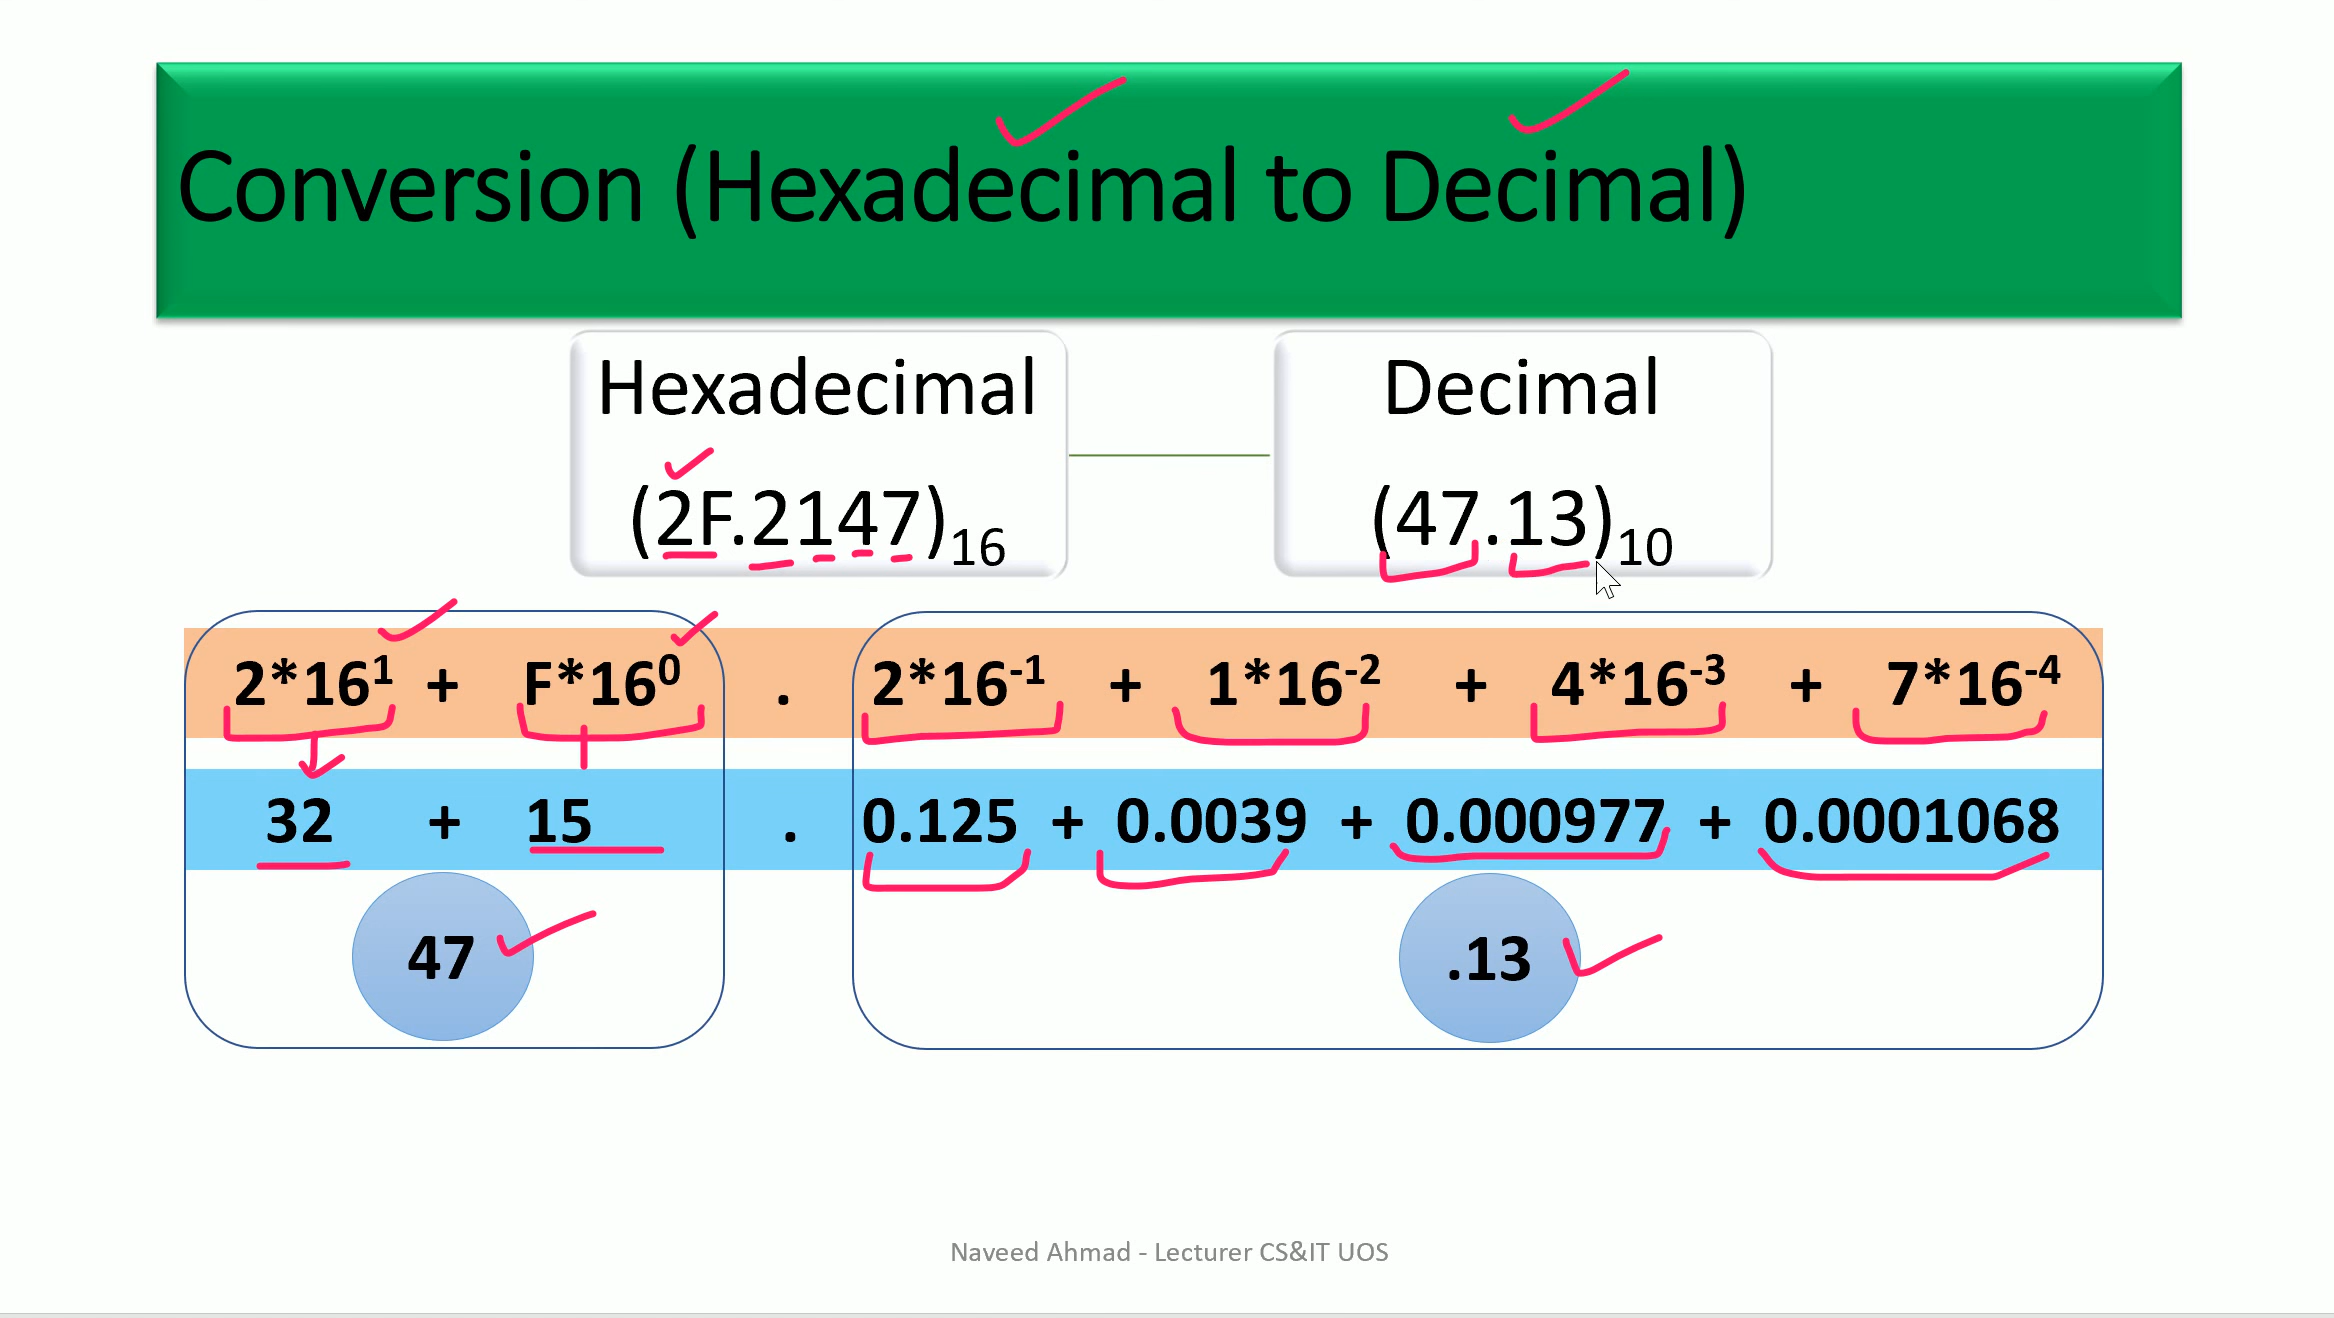 Conversion (Hexadecimal to Decimal)
Hexadecimal
(2F.2147)₁₆
Decimal
(47.13)₁₀
2*16¹ + F*16⁰ . 2*16⁻¹ + 1*16⁻² + 4*16⁻³ + 7*16⁻⁴
32 + 15 . 0.125 + 0.0039 + 0.000977 + 0.0001068
47 .13
Naveed Ahmad - Lecturer CS&IT UOS